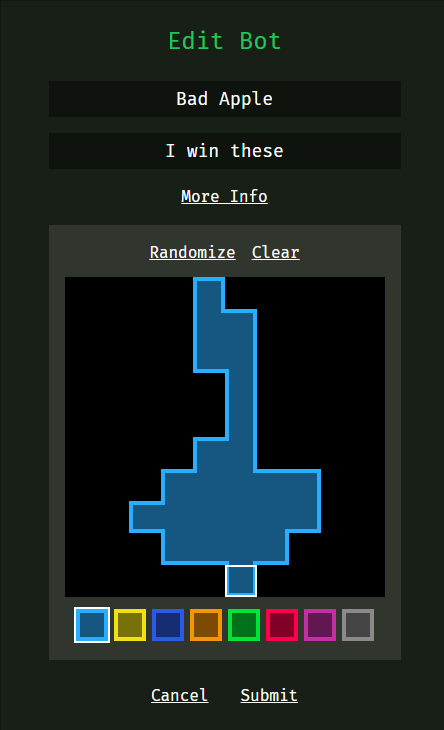 Edit Bot
Bad Apple
I win these
More Info
Randomize Clear
Cancel Submit